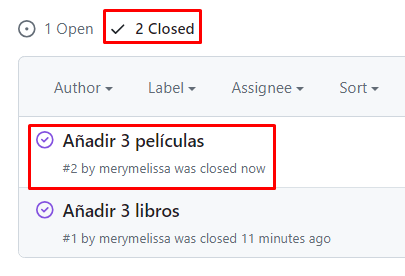 1 Open 2 Closed
Author Label Assignee Sort
Añadir 3 películas
#2 by merymelissa was closed now
Añadir 3 libros
#1 by merymelissa was closed 11 minutes ago